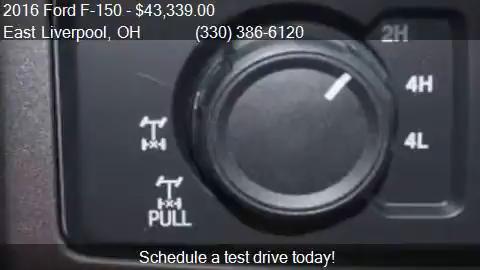 2016 Ford F-150 - $43,339.00
East Liverpool, OH (330) 386-6120
2H
4H
4L
PULL
Schedule a test drive today!